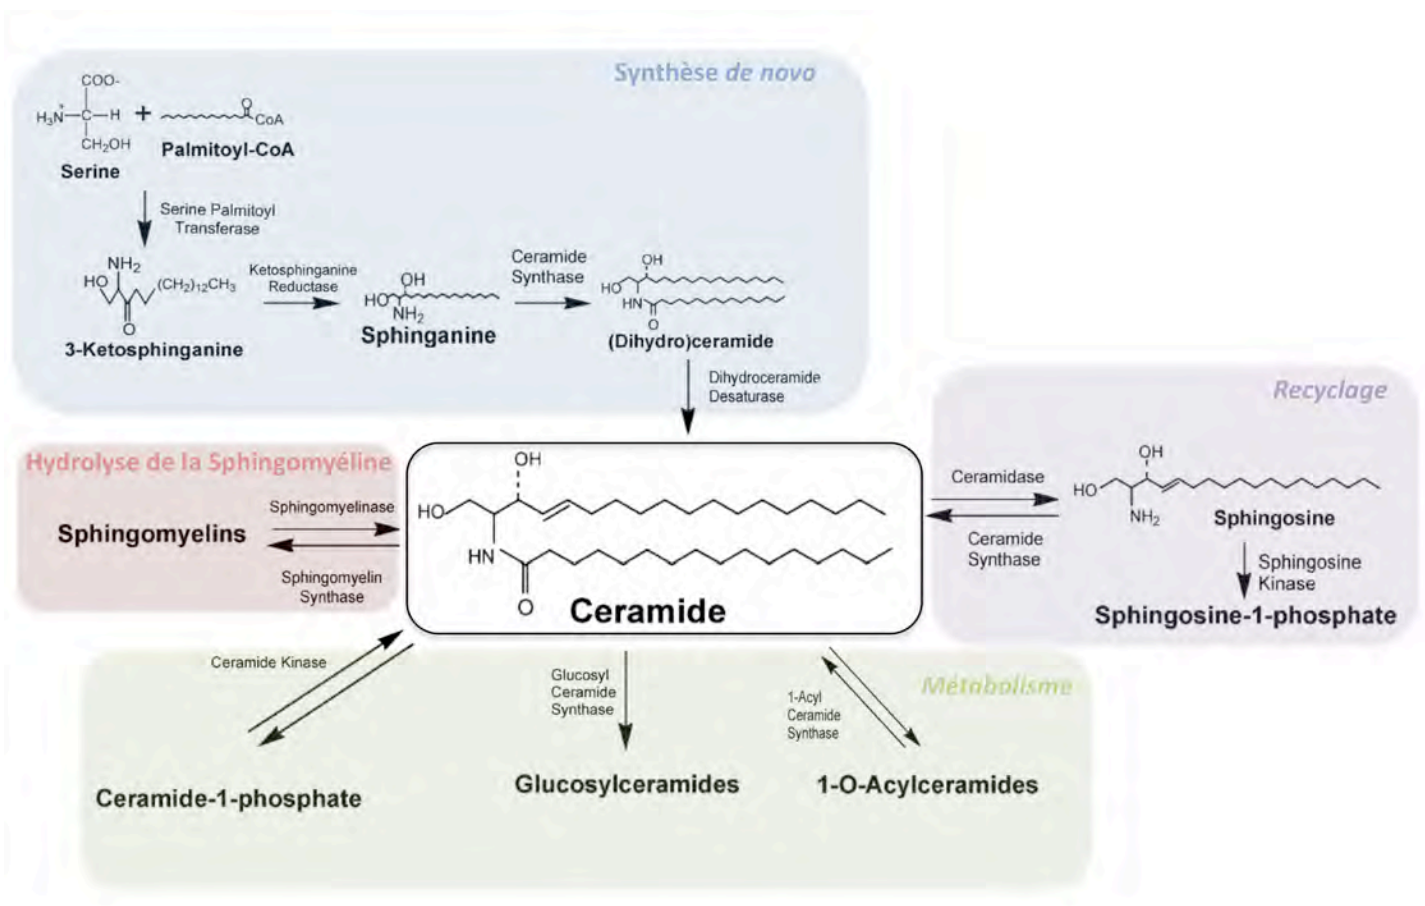 Synthèse de novo
COO-
H₃N⁺—C—H + CoA
O
CH₂OH
Serine
Palmitoyl-CoA
Serine Palmitoyl
Transferase
NH₂
HO
(CH₂)₁₂CH₃
O
3-Ketosphinganine
Ketosphinganine
Reductase
OH
HO
NH₂
Sphinganine
Ceramide
Synthase
OH
HO
HN
O
(Dihydro)ceramide
Dihydroceramide
Desaturase
Recyclage
Hydrolyse de la Sphingomyéline
Sphingomyelins
Sphingomyelinase
Sphingomyelin
Synthase
OH
HO
HN
O
Ceramide
Ceramidase
Ceramide
Synthase
OH
HO
NH₂
Sphingosine
Sphingosine
Kinase
Sphingosine-1-phosphate
Métabolisme
Ceramide Kinase
Ceramide-1-phosphate
Glucosyl
Ceramide
Synthase
Glucosylceramides
1-Acyl
Ceramide
Synthase
1-O-Acylceramides